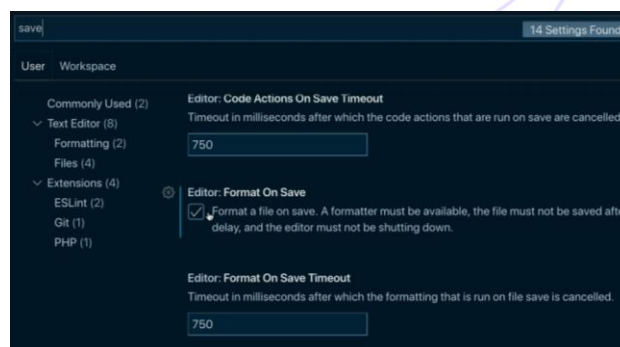 save
14 Settings Found
User Workspace
Commonly Used (2)
Text Editor (8)
Formatting (2)
Files (4)
Extensions (4)
ESLint (2)
Git (1)
PHP (1)
Editor: Code Actions On Save Timeout
Timeout in milliseconds after which the code actions that are run on save are cancelled
750
Editor: Format On Save
Format a file on save. A formatter must be available, the file must not be saved afte
delay, and the editor must not be shutting down.
Editor: Format On Save Timeout
Timeout in milliseconds after which the formatting that is run on file save is cancelled.
750